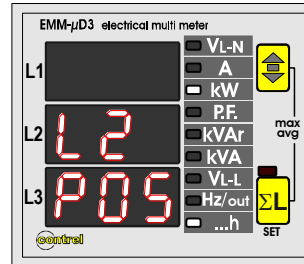 EMM-µD3 electrical multi meter
L1
L2
L3
L2
POS
VL-N
A
kW
P.F.
kVAr
kVA
VL-L
Hz/out
...h
max
avg
ΣL
SET
contrel